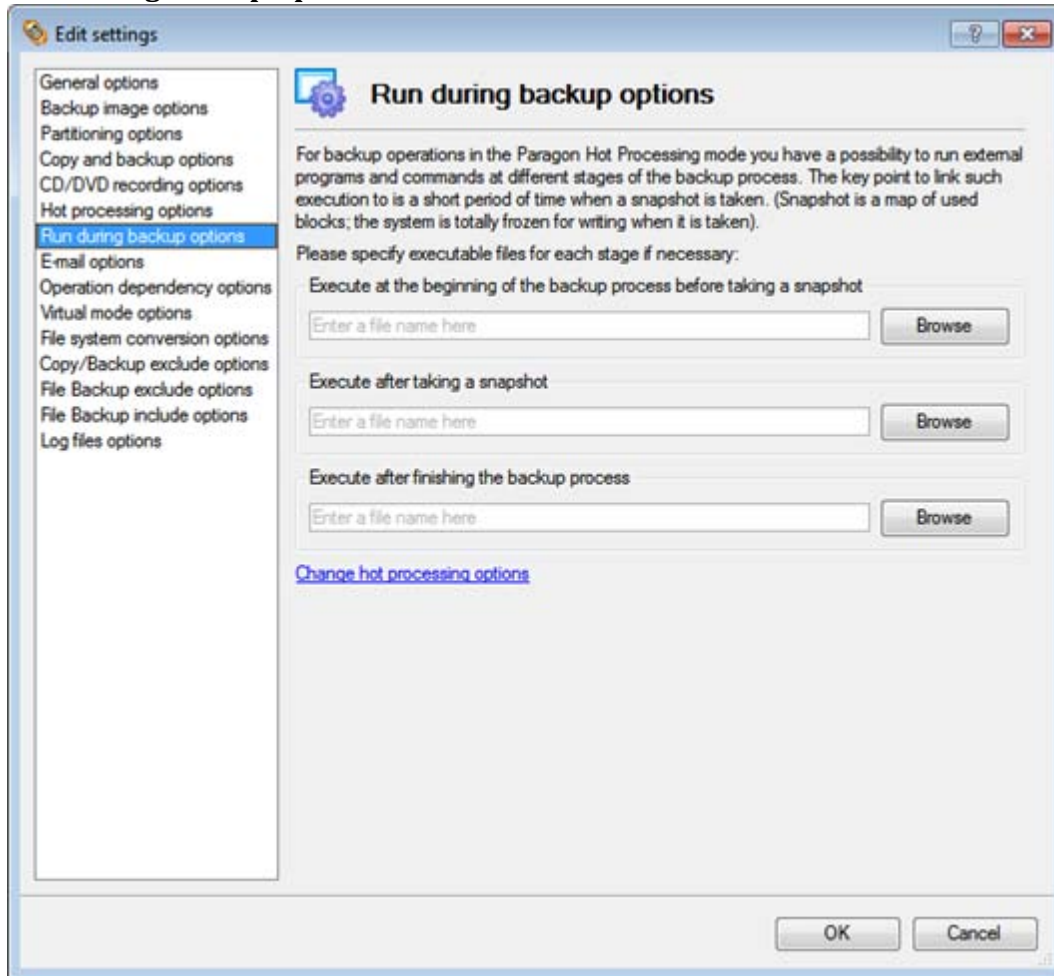 Edit settings
General options
Backup image options
Partitioning options
Copy and backup options
CD/DVD recording options
Hot processing options
Run during backup options
E-mail options
Operation dependency options
Virtual mode options
File system conversion options
Copy/Backup exclude options
File Backup exclude options
File Backup include options
Log files options
Run during backup options
For backup operations in the Paragon Hot Processing mode you have a possibility to run external
programs and commands at different stages of the backup process. The key point to link such
execution to is a short period of time when a snapshot is taken. (Snapshot is a map of used
blocks; the system is totally frozen for writing when it is taken).
Please specify executable files for each stage if necessary:
Execute at the beginning of the backup process before taking a snapshot
Enter a file name here
Browse
Execute after taking a snapshot
Enter a file name here
Browse
Execute after finishing the backup process
Enter a file name here
Browse
Change hot processing options
OK
Cancel